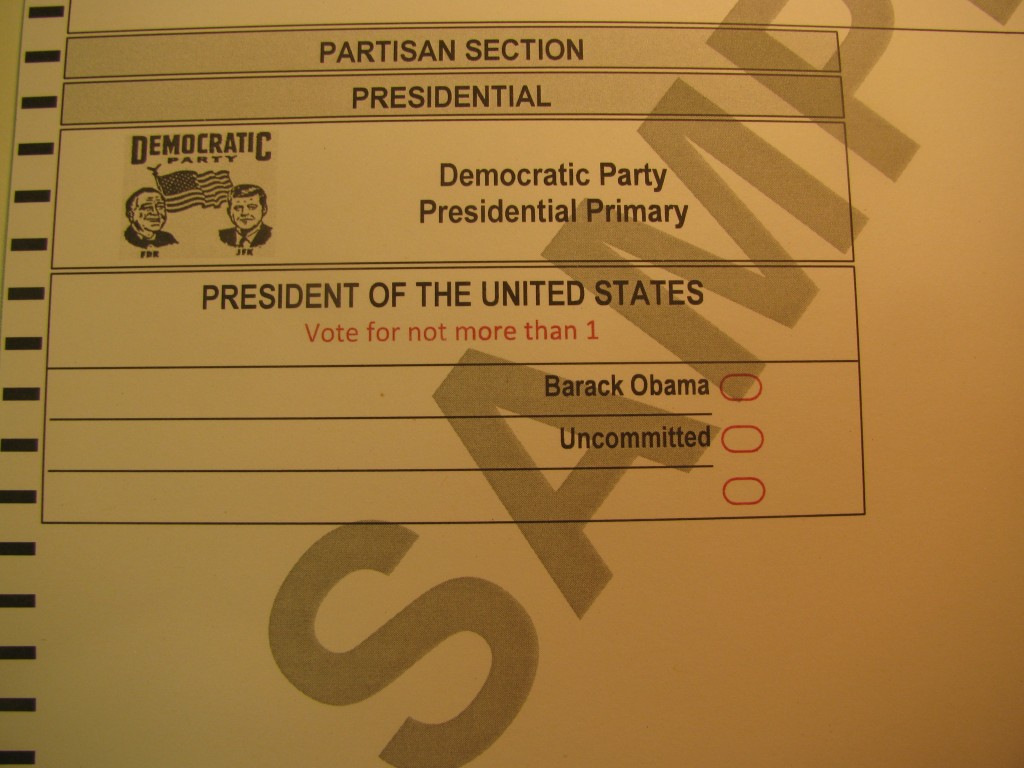 PARTISAN SECTION
PRESIDENTIAL
DEMOCRATIC
PARTY
FDR
JFK
Democratic Party
Presidential Primary
PRESIDENT OF THE UNITED STATES
Vote for not more than 1
Barack Obama
Uncommitted
SAMP